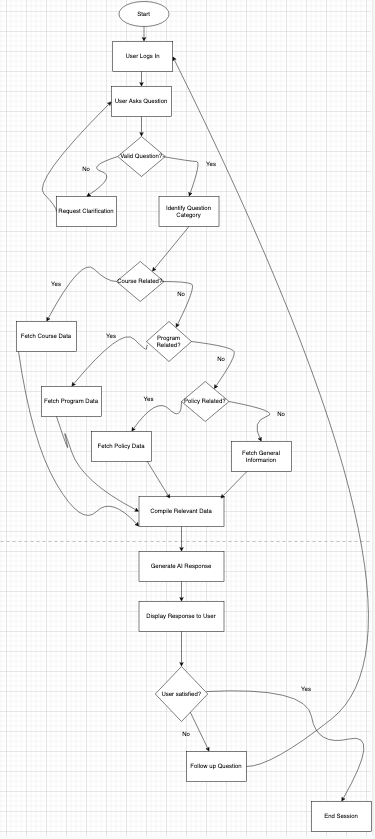 Start
User Logs In
User Asks Question
Valid Question?
No
Yes
Request Clarification
Identify Question
Category
Course Related?
Yes
No
Fetch Course Data
Program
Related?
Yes
No
Fetch Program Data
Policy Related?
Yes
No
Fetch Policy Data
Fetch General
Informarion
Compile Relevant Data
Generate AI Response
Display Response to User
User satisfied?
Yes
No
Follow up Question
End Session